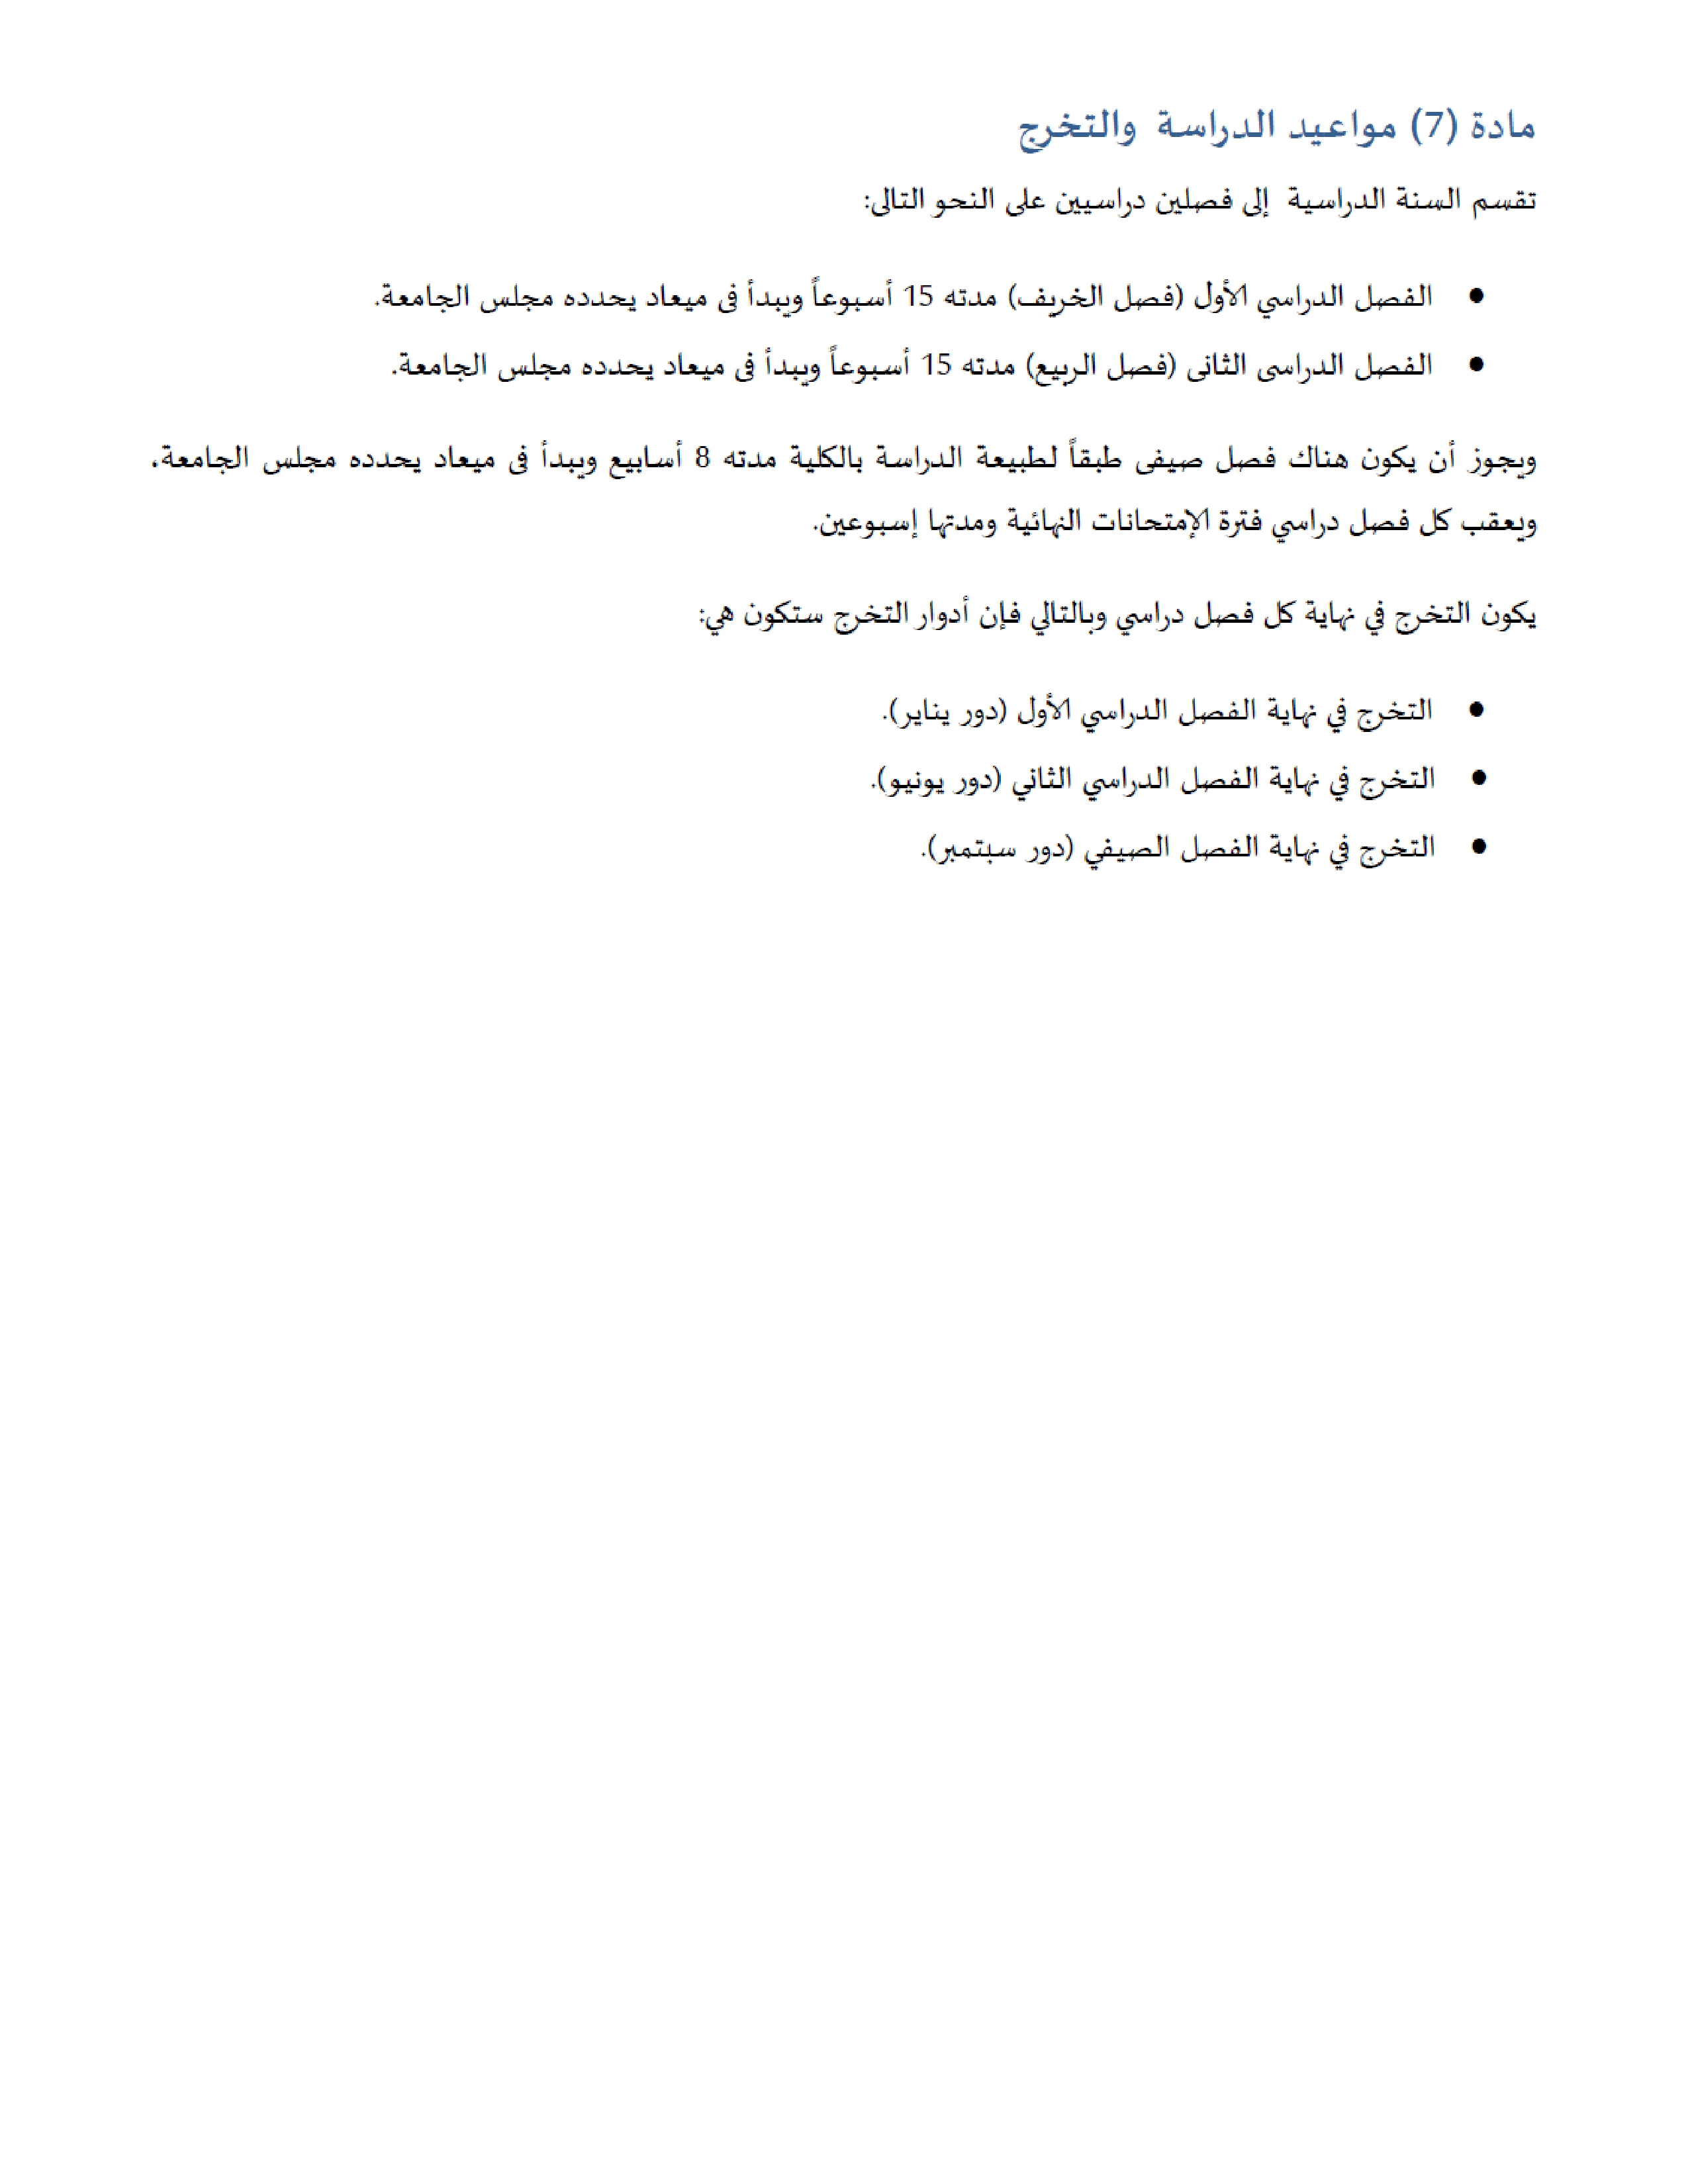 مادة (7) مواعيد الدراسة والتخرج
تقسم السنة الدراسية إلى فصلين دراسيين على النحو التالى:
● الفصل الدراسي الأول (فصل الخريف) مدته 15 أسبوعاً ويبدأ فى ميعاد يحدده مجلس الجامعة.
● الفصل الدراسى الثانى (فصل الربيع) مدته 15 أسبوعاً ويبدأ فى ميعاد يحدده مجلس الجامعة.
ويجوز أن يكون هناك فصل صيفى طبقاً لطبيعة الدراسة بالكلية مدته 8 أسابيع ويبدأ فى ميعاد يحدده مجلس الجامعة،
ويعقب كل فصل دراسي فترة الإمتحانات النهائية ومدتها إسبوعين.
يكون التخرج في نهاية كل فصل دراسي وبالتالي فإن أدوار التخرج ستكون هي:
● التخرج في نهاية الفصل الدراسي الأول (دور يناير).
● التخرج في نهاية الفصل الدراسي الثاني (دور يونيو).
● التخرج في نهاية الفصل الصيفي (دور سبتمبر).